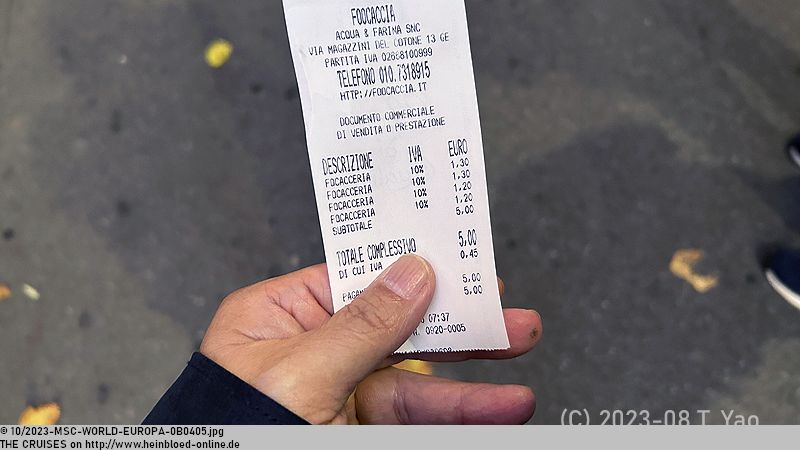 FOOCACCIA
ACQUA & FARINA SNC
VIA MAGAZZINI DEL COTONE 13 GE
PARTITA IVA 02688100999
TELEFONO 010.7318915
HTTP://FOOCACCIA.IT
DOCUMENTO COMMERCIALE
DI VENDITA O PRESTAZIONE
DESCRIZIONE IVA EURO
FOCACCERIA 10% 1,30
FOCACCERIA 10% 1,30
FOCACCERIA 10% 1,20
FOCACCERIA 10% 1,20
SUBTOTALE 5,00
TOTALE COMPLESSIVO 5,00
DI CUI IVA 0,45
5,00
5,00
07:37
N. 0920-0005
(C) 2023-08 T. Yao
© 10/2023-MSC-WORLD-EUROPA-0B0405.jpg
THE CRUISES on http://www.heinbloed-online.de